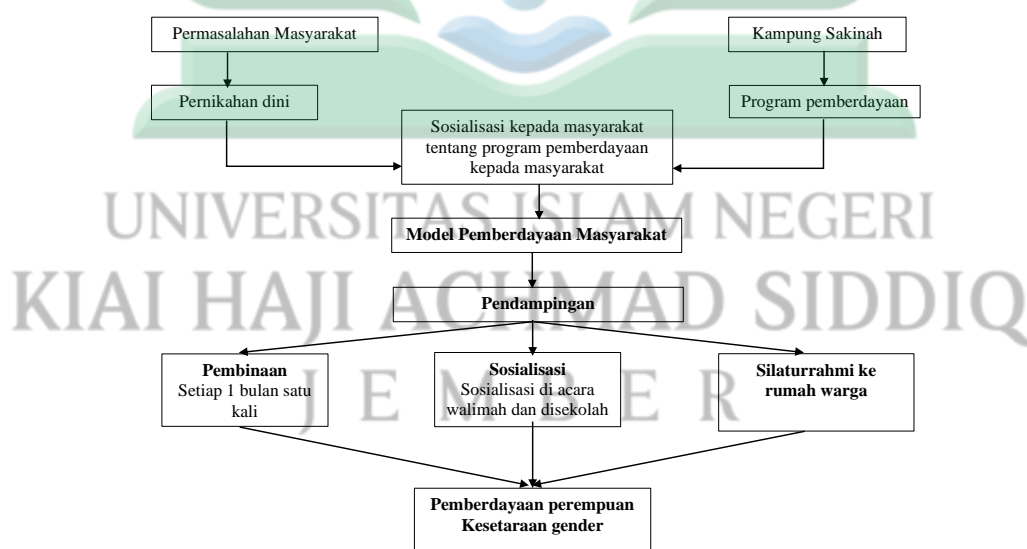 Permasalahan Masyarakat
Kampung Sakinah
Pernikahan dini
Program pemberdayaan
Sosialisasi kepada masyarakat
tentang program pemberdayaan
kepada masyarakat
UNIVERSITAS ISLAM NEGERI
Model Pemberdayaan Masyarakat
KIAI HAJI ACHMAD SIDDIQ
Pendampingan
Pembinaan
Setiap 1 bulan satu
kali
Sosialisasi
Sosialisasi di acara
walimah dan disekolah
Silaturrahmi ke
rumah warga
JEMBER
Pemberdayaan perempuan
Kesetaraan gender